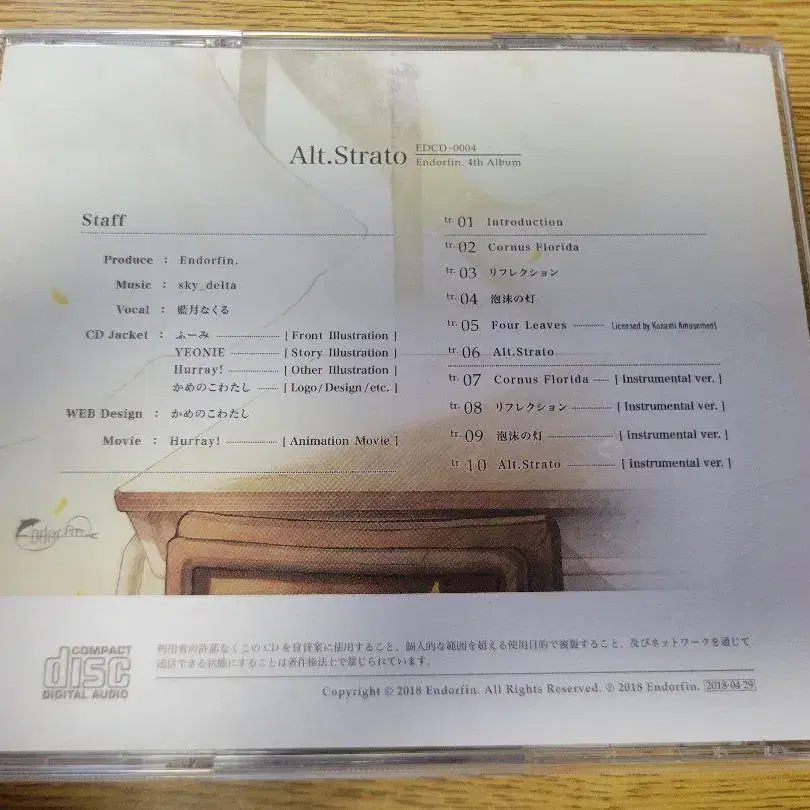 Alt.Strato
EDCD-0004
Endorfin. 4th Album
Staff
Produce : Endorfin.
Music : sky_delta
Vocal : 藍月なくる
CD Jacket : ふーみ [ Front Illustration ]
YEONIE [ Story Illustration ]
Hurray! [ Other Illustration ]
かめのこわたし [ Logo/Design/etc. ]
WEB Design : かめのこわたし
Movie : Hurray! [ Animation Movie ]
tr. 01 Introduction
tr. 02 Cornus Florida
tr. 03 リフレクション
tr. 04 泡沫の灯
tr. 05 Four Leaves Licensed by Konami Amusement
tr. 06 Alt.Strato
tr. 07 Cornus Florida [ Instrumental ver. ]
tr. 08 リフレクション [ Instrumental ver. ]
tr. 09 泡沫の灯 [ Instrumental ver. ]
tr. 10 Alt.Strato [ Instrumental ver. ]
Endorfin.
COMPACT
disc
DIGITAL AUDIO
利用者の許諾なくこのCDを賃貸業に使用すること、個人的な範囲を超える使用目的で複製すること、及びネットワークを通じて
送信できる状態にすることは著作権法上で禁じられています。
Copyright © 2018 Endorfin. All Rights Reserved. ℗ 2018 Endorfin. 2018-04-29